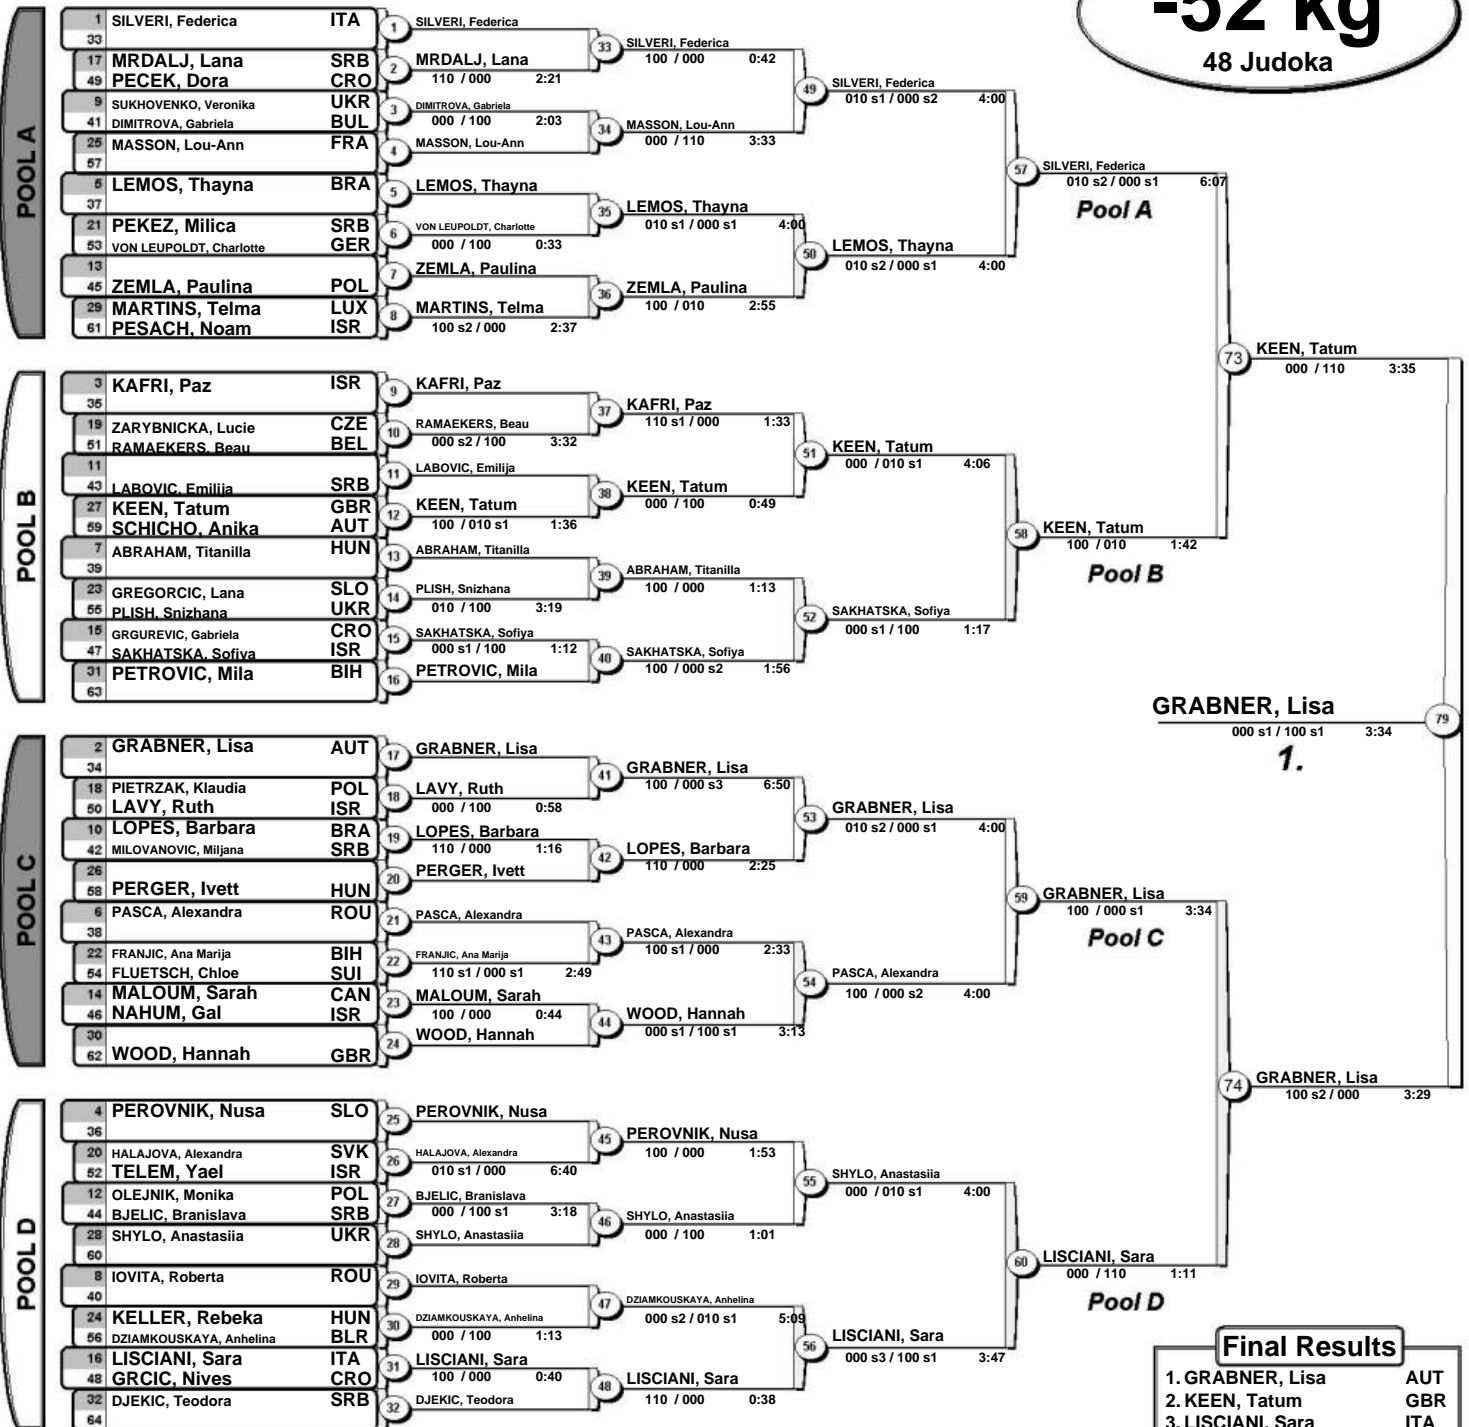 -52 kg
48 Judoka
POOL A
1 SILVERI, Federica ITA
33
17 MRDALJ, Lana SRB
49 PECEK, Dora CRO
9 SUKHOVENKO, Veronika UKR
41 DIMITROVA, Gabriela BUL
25 MASSON, Lou-Ann FRA
57
5 LEMOS, Thayna BRA
37
21 PEKEZ, Milica SRB
53 VON LEUPOLDT, Charlotte GER
13
45 ZEMLA, Paulina POL
29 MARTINS, Telma LUX
61 PESACH, Noam ISR
1 SILVERI, Federica
2 MRDALJ, Lana
110 / 000 2:21
3 DIMITROVA, Gabriela
000 / 100 2:03
4 MASSON, Lou-Ann
5 LEMOS, Thayna
6 VON LEUPOLDT, Charlotte
000 / 100 0:33
7 ZEMLA, Paulina
8 MARTINS, Telma
100 s2 / 000 2:37
33 SILVERI, Federica
100 / 000 0:42
34 MASSON, Lou-Ann
000 / 110 3:33
35 LEMOS, Thayna
010 s1 / 000 s1 4:00
36 ZEMLA, Paulina
100 / 010 2:55
49 SILVERI, Federica
010 s1 / 000 s2 4:00
50 LEMOS, Thayna
010 s2 / 000 s1 4:00
57 SILVERI, Federica
010 s2 / 000 s1 6:07
Pool A
POOL B
3 KAFRI, Paz ISR
35
19 ZARYBNICKA, Lucie CZE
51 RAMAEKERS, Beau BEL
11
43 LABOVIC, Emilija SRB
27 KEEN, Tatum GBR
59 SCHICHO, Anika AUT
7 ABRAHAM, Titanilla HUN
39
23 GREGORCIC, Lana SLO
55 PLISH, Snizhana UKR
15 GRGUREVIC, Gabriela CRO
47 SAKHATSKA, Sofiya ISR
31 PETROVIC, Mila BIH
63
9 KAFRI, Paz
10 RAMAEKERS, Beau
000 s2 / 100 3:32
11 LABOVIC, Emilija
12 KEEN, Tatum
100 / 010 s1 1:36
13 ABRAHAM, Titanilla
14 PLISH, Snizhana
010 / 100 3:19
15 SAKHATSKA, Sofiya
000 s1 / 100 1:12
16 PETROVIC, Mila
37 KAFRI, Paz
110 s1 / 000 1:33
38 KEEN, Tatum
000 / 100 0:49
39 ABRAHAM, Titanilla
100 / 000 1:13
40 SAKHATSKA, Sofiya
100 / 000 s2 1:56
51 KEEN, Tatum
000 / 010 s1 4:06
52 SAKHATSKA, Sofiya
000 s1 / 100 1:17
58 KEEN, Tatum
100 / 010 1:42
Pool B
73 KEEN, Tatum
000 / 110 3:35
GRABNER, Lisa 79
000 s1 / 100 s1 3:34
1.
POOL C
2 GRABNER, Lisa AUT
34
18 PIETRZAK, Klaudia POL
50 LAVY, Ruth ISR
10 LOPES, Barbara BRA
42 MILOVANOVIC, Miljana SRB
26
58 PERGER, Ivett HUN
6 PASCA, Alexandra ROU
38
22 FRANJIC, Ana Marija BIH
54 FLUETSCH, Chloe SUI
14 MALOUM, Sarah CAN
46 NAHUM, Gal ISR
30
62 WOOD, Hannah GBR
17 GRABNER, Lisa
18 LAVY, Ruth
000 / 100 0:58
19 LOPES, Barbara
110 / 000 1:16
20 PERGER, Ivett
21 PASCA, Alexandra
22 FRANJIC, Ana Marija
110 s1 / 000 s1 2:49
23 MALOUM, Sarah
100 / 000 0:44
24 WOOD, Hannah
41 GRABNER, Lisa
100 / 000 s3 6:50
42 LOPES, Barbara
110 / 000 2:25
43 PASCA, Alexandra
100 s1 / 000 2:33
44 WOOD, Hannah
000 s1 / 100 s1 3:13
53 GRABNER, Lisa
010 s2 / 000 s1 4:00
54 PASCA, Alexandra
100 / 000 s2 4:00
59 GRABNER, Lisa
100 / 000 s1 3:34
Pool C
74 GRABNER, Lisa
100 s2 / 000 3:29
POOL D
4 PEROVNIK, Nusa SLO
36
20 HALAJOVA, Alexandra SVK
52 TELEM, Yael ISR
12 OLEJNIK, Monika POL
44 BJELIC, Branislava SRB
28 SHYLO, Anastasiia UKR
60
8 IOVITA, Roberta ROU
40
24 KELLER, Rebeka HUN
56 DZIAMKOUSKAYA, Anhelina BLR
16 LISCIANI, Sara ITA
48 GRCIC, Nives CRO
32 DJEKIC, Teodora SRB
64
25 PEROVNIK, Nusa
26 HALAJOVA, Alexandra
010 s1 / 000 6:40
27 BJELIC, Branislava
000 / 100 s1 3:18
28 SHYLO, Anastasiia
29 IOVITA, Roberta
30 DZIAMKOUSKAYA, Anhelina
000 / 100 1:13
31 LISCIANI, Sara
100 / 000 0:40
32 DJEKIC, Teodora
45 PEROVNIK, Nusa
100 / 000 1:53
46 SHYLO, Anastasiia
000 / 100 1:01
47 DZIAMKOUSKAYA, Anhelina
000 s2 / 010 s1 5:09
48 LISCIANI, Sara
110 / 000 0:38
55 SHYLO, Anastasiia
000 / 010 s1 4:00
56 LISCIANI, Sara
000 s3 / 100 s1 3:47
60 LISCIANI, Sara
000 / 110 1:11
Pool D
Final Results
1. GRABNER, Lisa AUT
2. KEEN, Tatum GBR
3. LISCIANI, Sara ITA